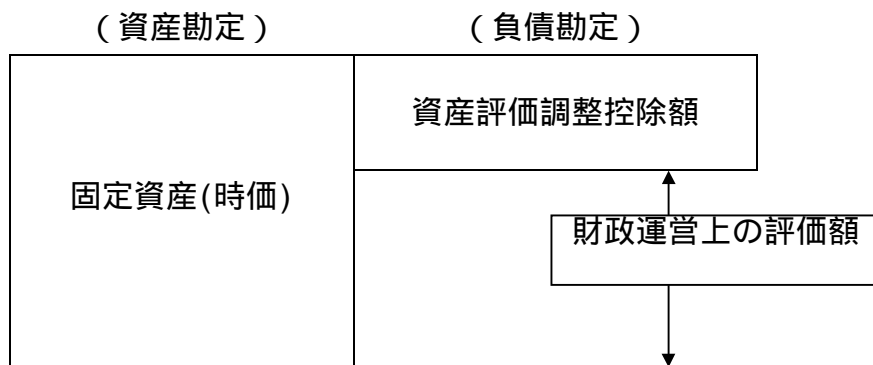 （資産勘定）
（負債勘定）
資産評価調整控除額
固定資産(時価)
財政運営上の評価額